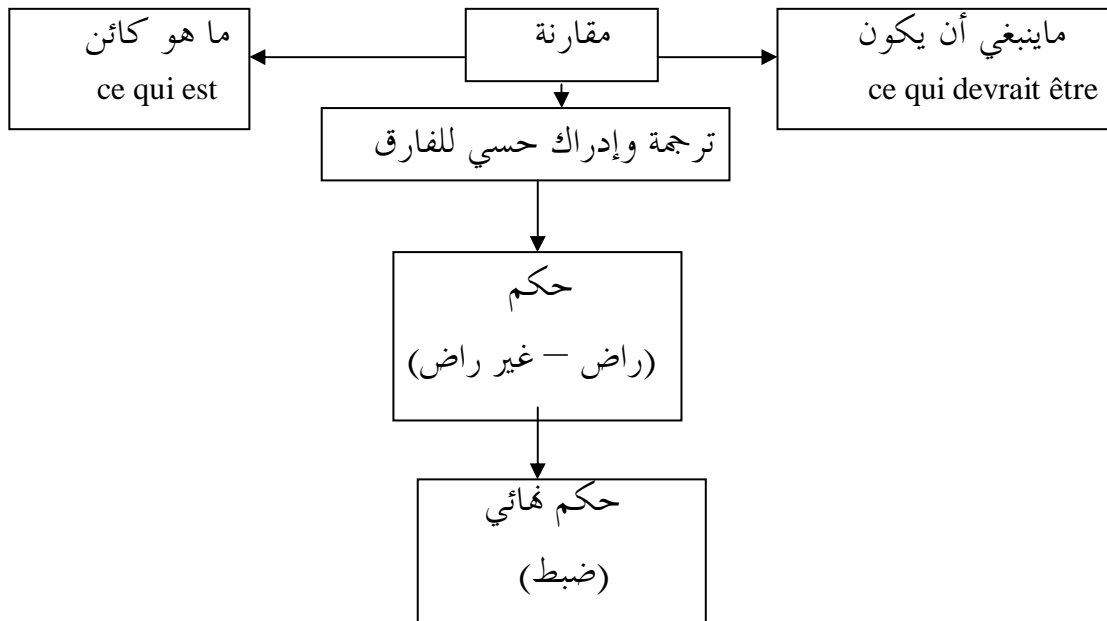 ماينبغي أن يكون
ce qui devrait être
مقارنة
ما هو كائن
ce qui est
ترجمة وإدراك حسي للفارق
حكم
(راض – غير راض)
حكم نهائي
(ضبط)